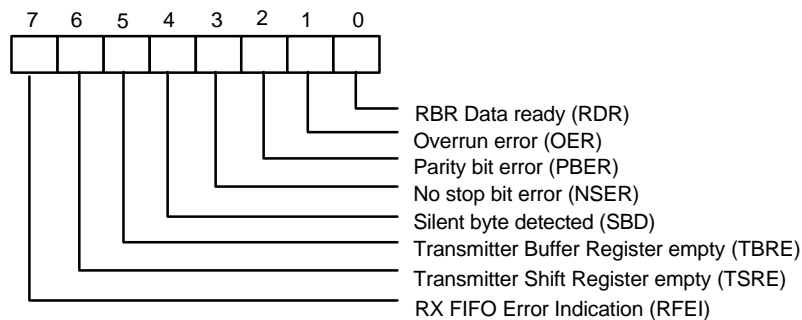 7 6 5 4 3 2 1 0
RBR Data ready (RDR)
Overrun error (OER)
Parity bit error (PBER)
No stop bit error (NSER)
Silent byte detected (SBD)
Transmitter Buffer Register empty (TBRE)
Transmitter Shift Register empty (TSRE)
RX FIFO Error Indication (RFEI)